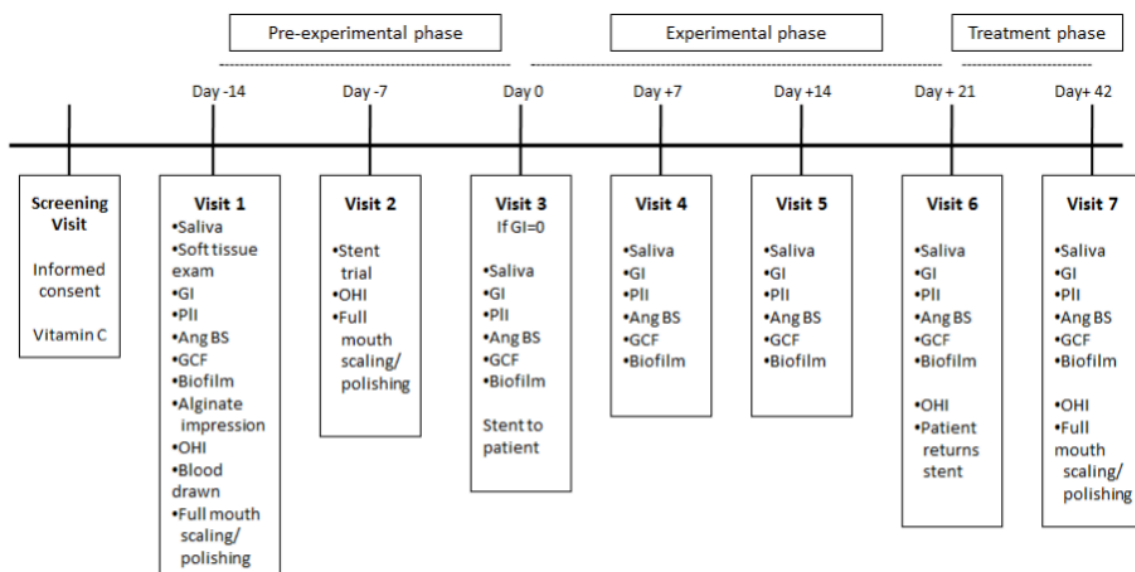 Pre-experimental phase
Experimental phase
Treatment phase
Day -14
Day -7
Day 0
Day +7
Day +14
Day + 21
Day+ 42
Screening
Visit
Informed
consent
Vitamin C
Visit 1
•Saliva
•Soft tissue
exam
•GI
•PlI
•Ang BS
•GCF
•Biofilm
•Alginate
impression
•OHI
•Blood
drawn
•Full mouth
scaling/
polishing
Visit 2
•Stent
trial
•OHI
•Full
mouth
scaling/
polishing
Visit 3
If GI=0
•Saliva
•GI
•PlI
•Ang BS
•GCF
•Biofilm
Stent to
patient
Visit 4
•Saliva
•GI
•PlI
•Ang BS
•GCF
•Biofilm
Visit 5
•Saliva
•GI
•PlI
•Ang BS
•GCF
•Biofilm
Visit 6
•Saliva
•GI
•PlI
•Ang BS
•GCF
•Biofilm
•OHI
•Patient
returns
stent
Visit 7
•Saliva
•GI
•PlI
•Ang BS
•GCF
•Biofilm
•OHI
•Full
mouth
scaling/
polishing